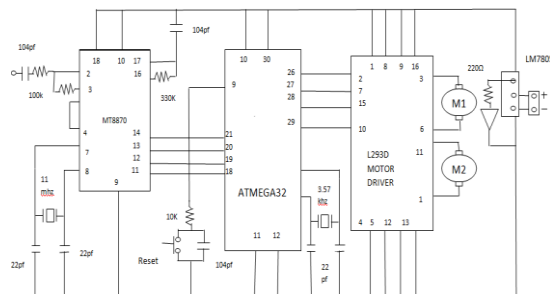 104pf
104pf
18 10 17
16
2
3
100k
330K
MT8870
4
7
8
14
13
12
11
9
11
mhz
22pf
22pf
10K
Reset
104pf
10 30
9
26
27
28
29
21
20
19
18
ATMEGA32
11 12
3.57
khz
22
pf
1 8 9 16
2
7
15
10
3
6
11
1
L293D
MOTOR
DRIVER
4 5 12 13
M1
M2
220Ω
LM7805
+
-